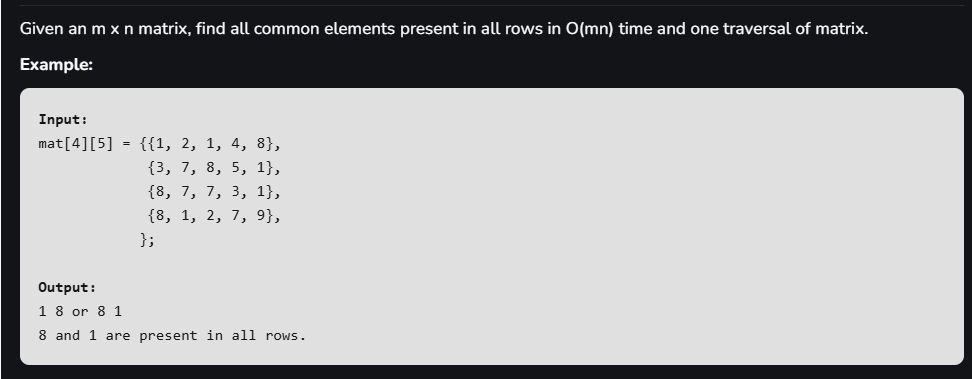 Given an m x n matrix, find all common elements present in all rows in O(mn) time and one traversal of matrix.
Example:
Input:
mat[4][5] = {{1, 2, 1, 4, 8},
{3, 7, 8, 5, 1},
{8, 7, 7, 3, 1},
{8, 1, 2, 7, 9},
};
Output:
1 8 or 8 1
8 and 1 are present in all rows.